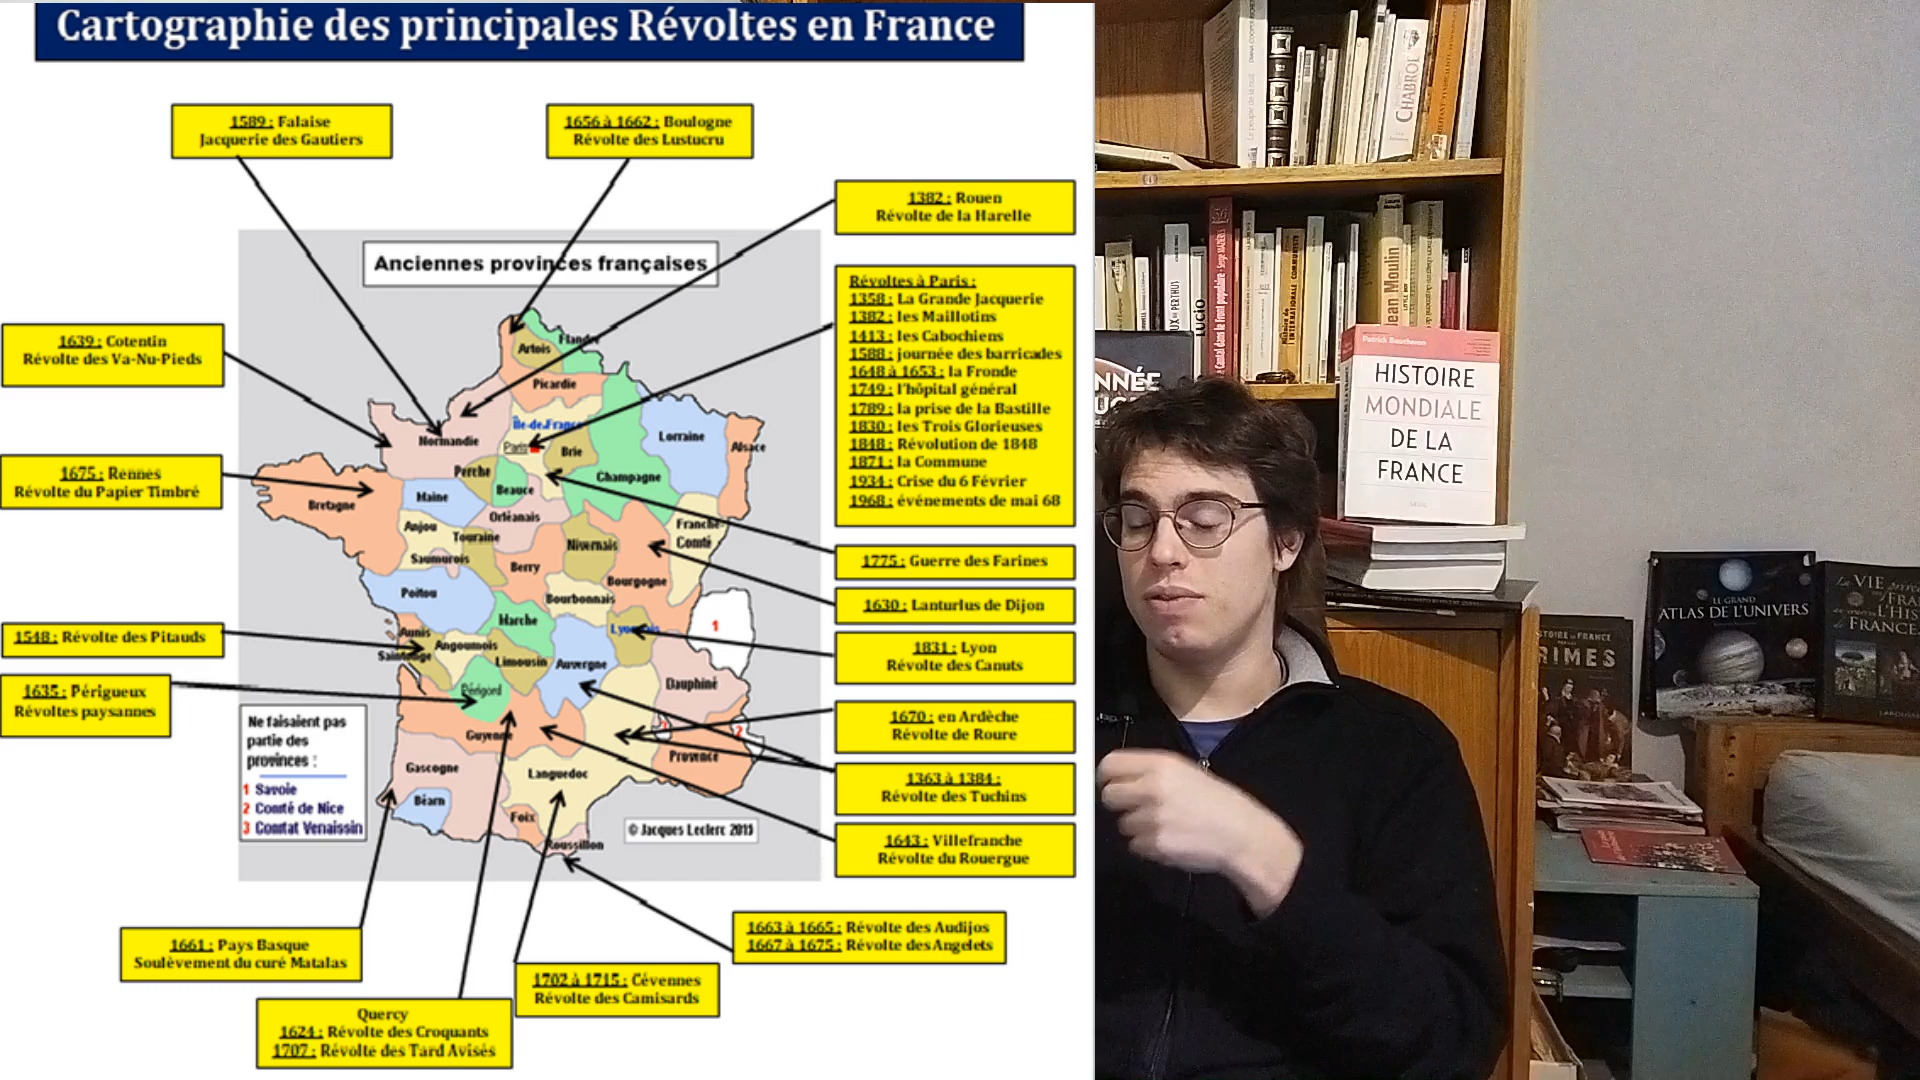 Cartographie des principales Révoltes en France
1589 : Falaise
Jacquerie des Gautiers
1656 à 1662 : Boulogne
Révolte des Lustucru
1382 : Rouen
Révolte de la Harelle
Révoltes à Paris :
1358 : La Grande Jacquerie
1382 : les Maillotins
1413 : les Cabochiens
1588 : journée des barricades
1648 à 1653 : la Fronde
1749 : l'hôpital général
1789 : la prise de la Bastille
1830 : les Trois Glorieuses
1848 : Révolution de 1848
1871 : la Commune
1934 : Crise du 6 Février
1968 : événements de mai 68
1639 : Cotentin
Révolte des Va-Nu-Pieds
1675 : Rennes
Révolte du Papier Timbré
1548 : Révolte des Pitauds
1635 : Périgueux
Révoltes paysannes
1775 : Guerre des Farines
1630 : Lanturlus de Dijon
1831 : Lyon
Révolte des Canuts
1670 : en Ardèche
Révolte de Roure
1363 à 1384 :
Révolte des Tuchins
1643 : Villefranche
Révolte du Rouergue
1663 à 1665 : Révolte des Audijos
1667 à 1675 : Révolte des Angelets
1702 à 1715 : Cévennes
Révolte des Camisards
1661 : Pays Basque
Soulèvement du curé Matalas
Quercy
1624 : Révolte des Croquants
1707 : Révolte des Tard Avisés
Anciennes provinces françaises
Flandre
Artois
Picardie
Île-de-France
Paris
Normandie
Brie
Lorraine
Alsace
Perche
Champagne
Beauce
Maine
Bretagne
Orléanais
Anjou
Touraine
Franche-
Comté
Saumurois
Nivernais
Berry
Bourgogne
Poitou
Bourbonnais
Marche
Aunis
Lyonnais
Angoumois
Saintonge
Limousin
Auvergne
Périgord
Dauphiné
Guyenne
Provence
Gascogne
Languedoc
Béarn
Foix
Roussillon
1
2
3
Ne faisaient pas
partie des
provinces :
1 Savoie
2 Comté de Nice
3 Comtat Venaissin
© Jacques Leclerc 2015
CHABROL
LUCIO
Jean Moulin
Patrick Boucheron
HISTOIRE
MONDIALE
DE LA
FRANCE
LE GRAND
ATLAS DE L'UNIVERS
La VIE